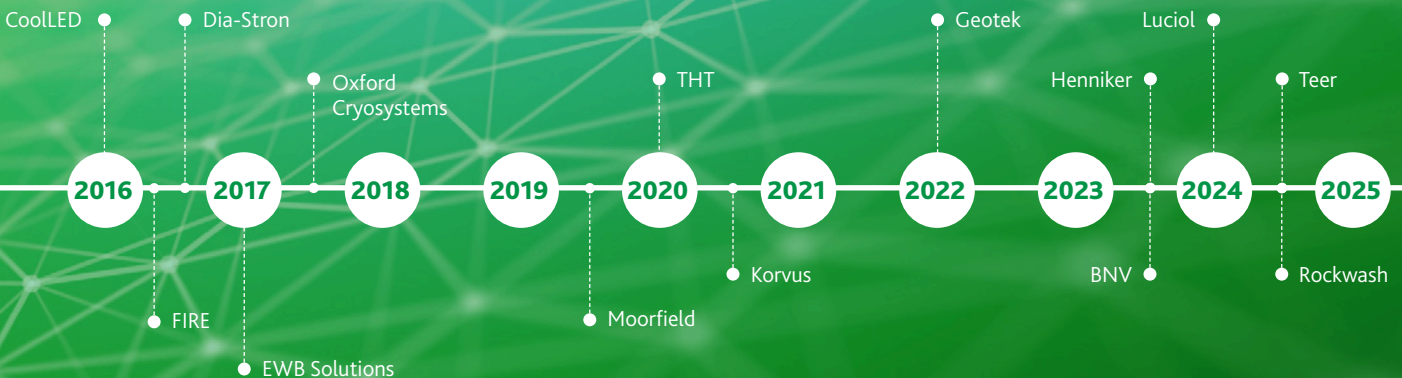 CoolLED
Dia-Stron
Geotek
Luciol
Oxford
Cryosystems
THT
Henniker
Teer
2016
2017
2018
2019
2020
2021
2022
2023
2024
2025
Korvus
BNV
Rockwash
FIRE
Moorfield
EWB Solutions